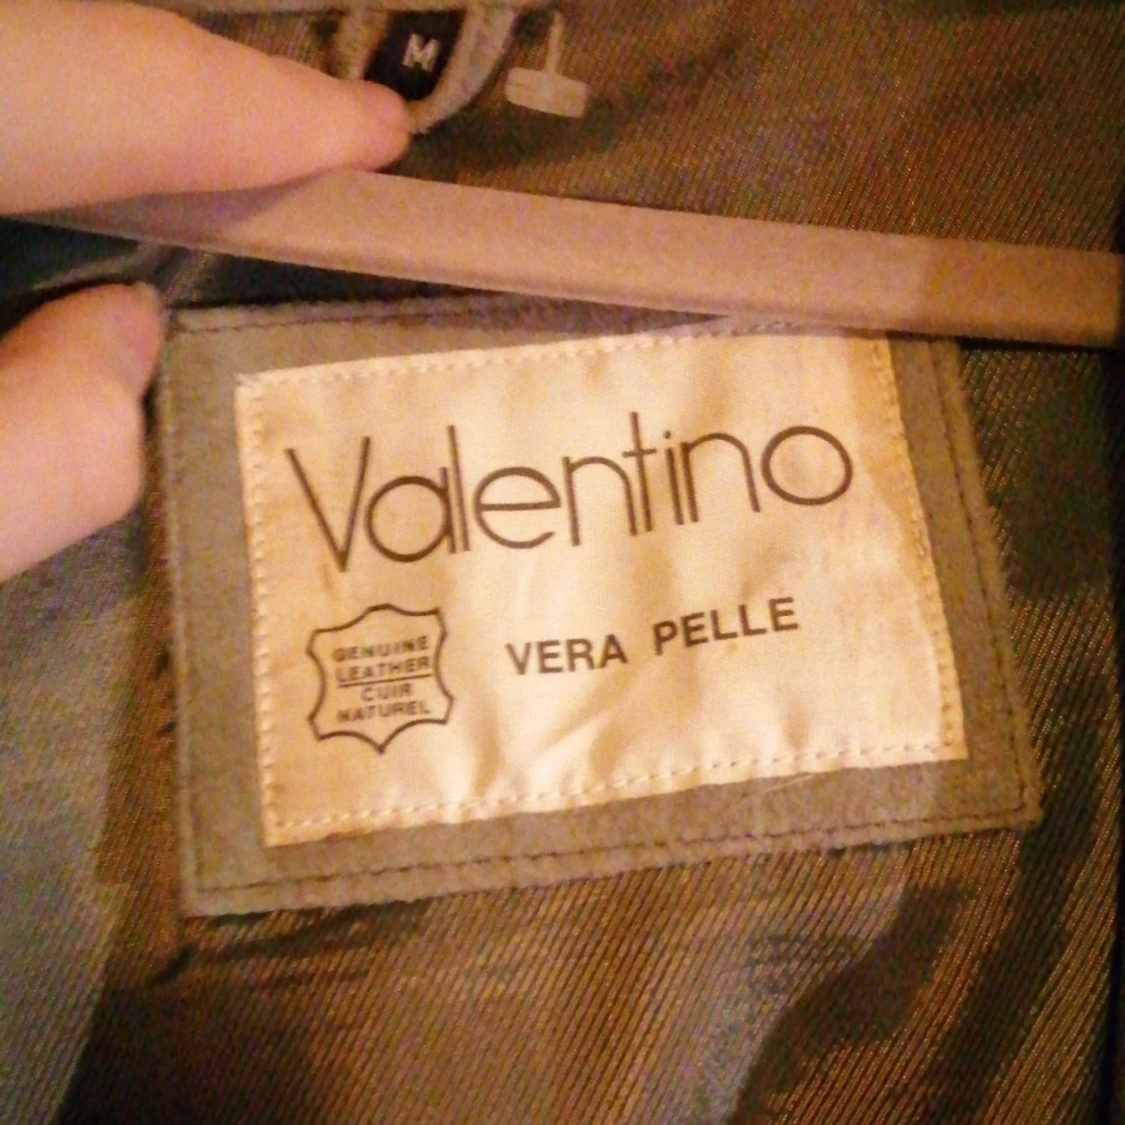 M
Valentino
GENUINE
LEATHER
CUIR
NATUREL
VERA PELLE